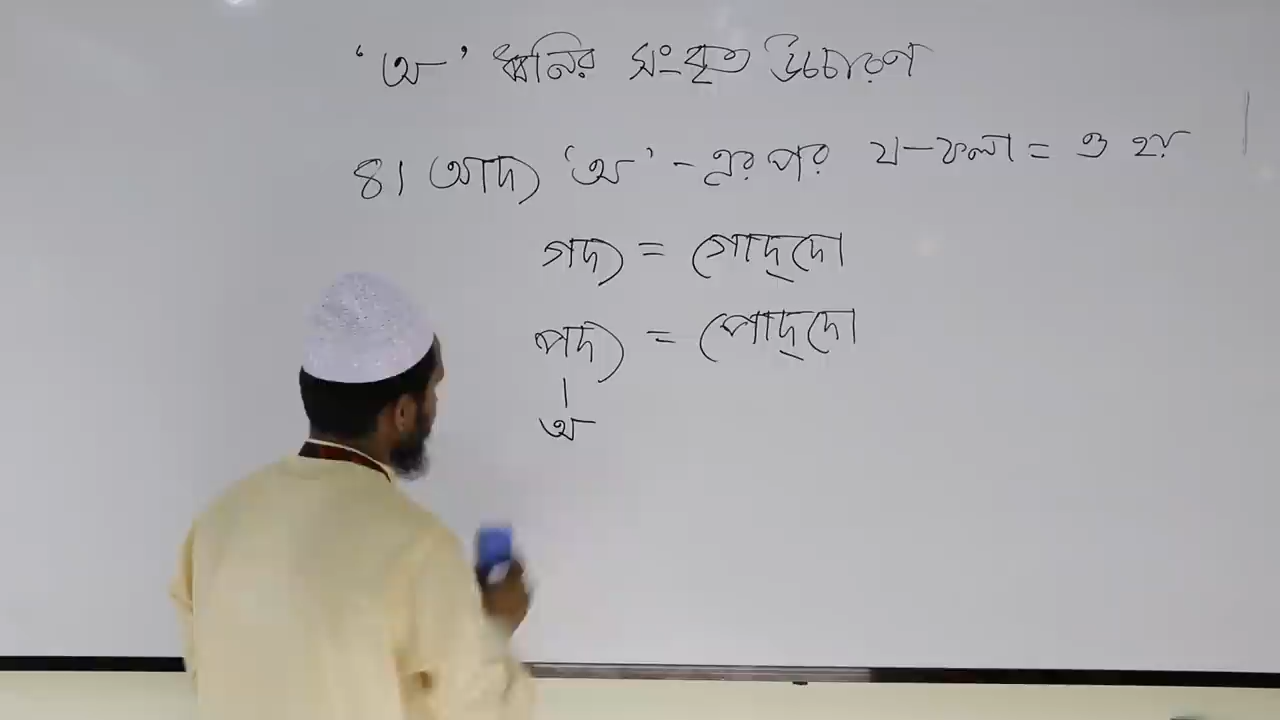 ‘অ’ ধ্বনির সংবৃত উচ্চারণ
৪। আদ্য ‘অ’ - এর পর য-ফলা = ও হয়
গদ্য = গোদ্‌দো
পদ্য = পোদ্‌দো
অ